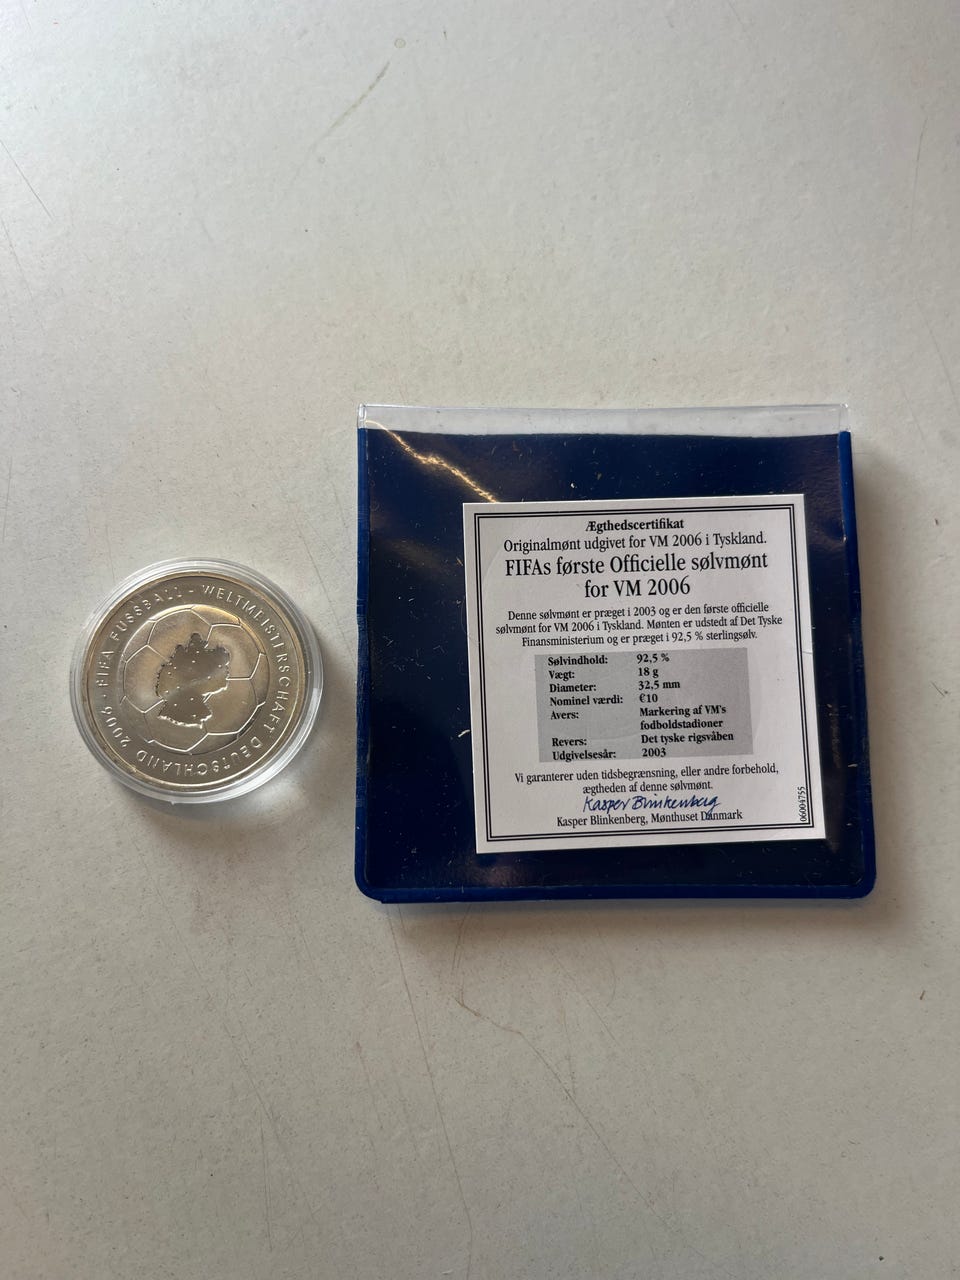 FIFA FUSSBALL - WELTMEISTERSCHAFT DEUTSCHLAND 2006 ·
Ægthedscertifikat
Originalmønt udgivet for VM 2006 i Tyskland.
FIFAs første Officielle sølvmønt
for VM 2006
Denne sølvmønt er præget i 2003 og er den første officielle
sølvmønt for VM 2006 i Tyskland. Mønten er udstedt af Det Tyske
Finansministerium og er præget i 92,5 % sterlingsølv.
Sølvindhold: 92,5 %
Vægt: 18 g
Diameter: 32,5 mm
Nominel værdi: €10
Avers: Markering af VM's
fodboldstadioner
Revers: Det tyske rigsvåben
Udgivelsesår: 2003
Vi garanterer uden tidsbegrænsning, eller andre forbehold,
ægtheden af denne sølvmønt.
Kasper Blinkenberg
Kasper Blinkenberg, Mønthuset Danmark
06004755